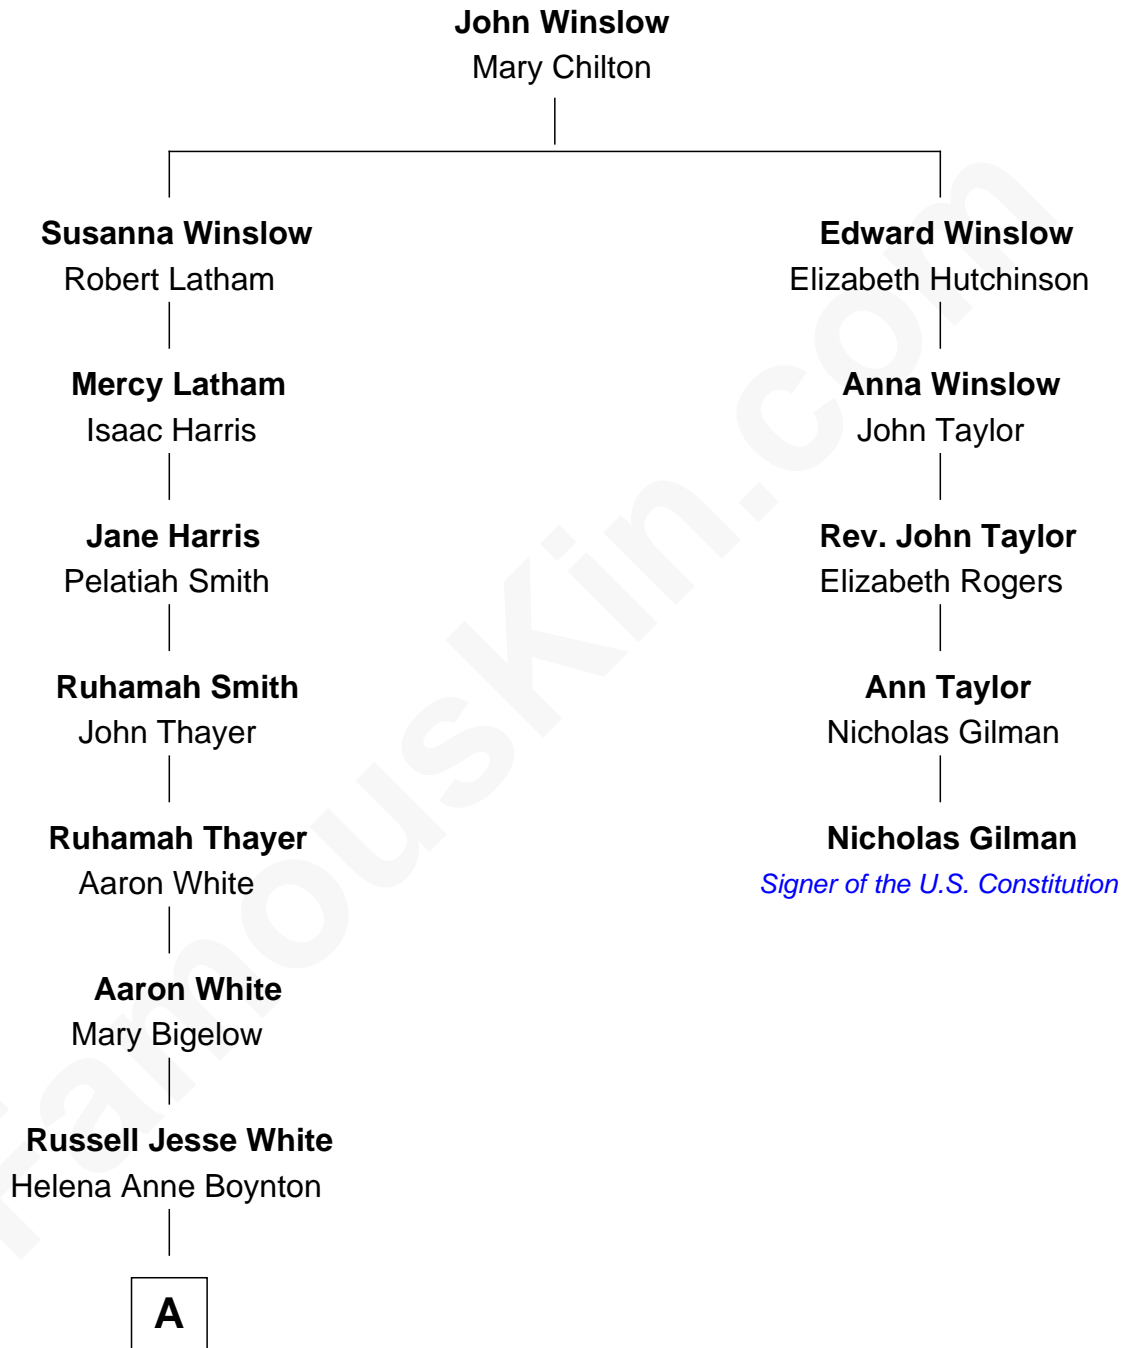 John Winslow
Mary Chilton
Susanna Winslow
Robert Latham
Mercy Latham
Isaac Harris
Jane Harris
Pelatiah Smith
Ruhamah Smith
John Thayer
Ruhamah Thayer
Aaron White
Aaron White
Mary Bigelow
Russell Jesse White
Helena Anne Boynton
A
Edward Winslow
Elizabeth Hutchinson
Anna Winslow
John Taylor
Rev. John Taylor
Elizabeth Rogers
Ann Taylor
Nicholas Gilman
Nicholas Gilman
Signer of the U.S. Constitution
FamousKin.com